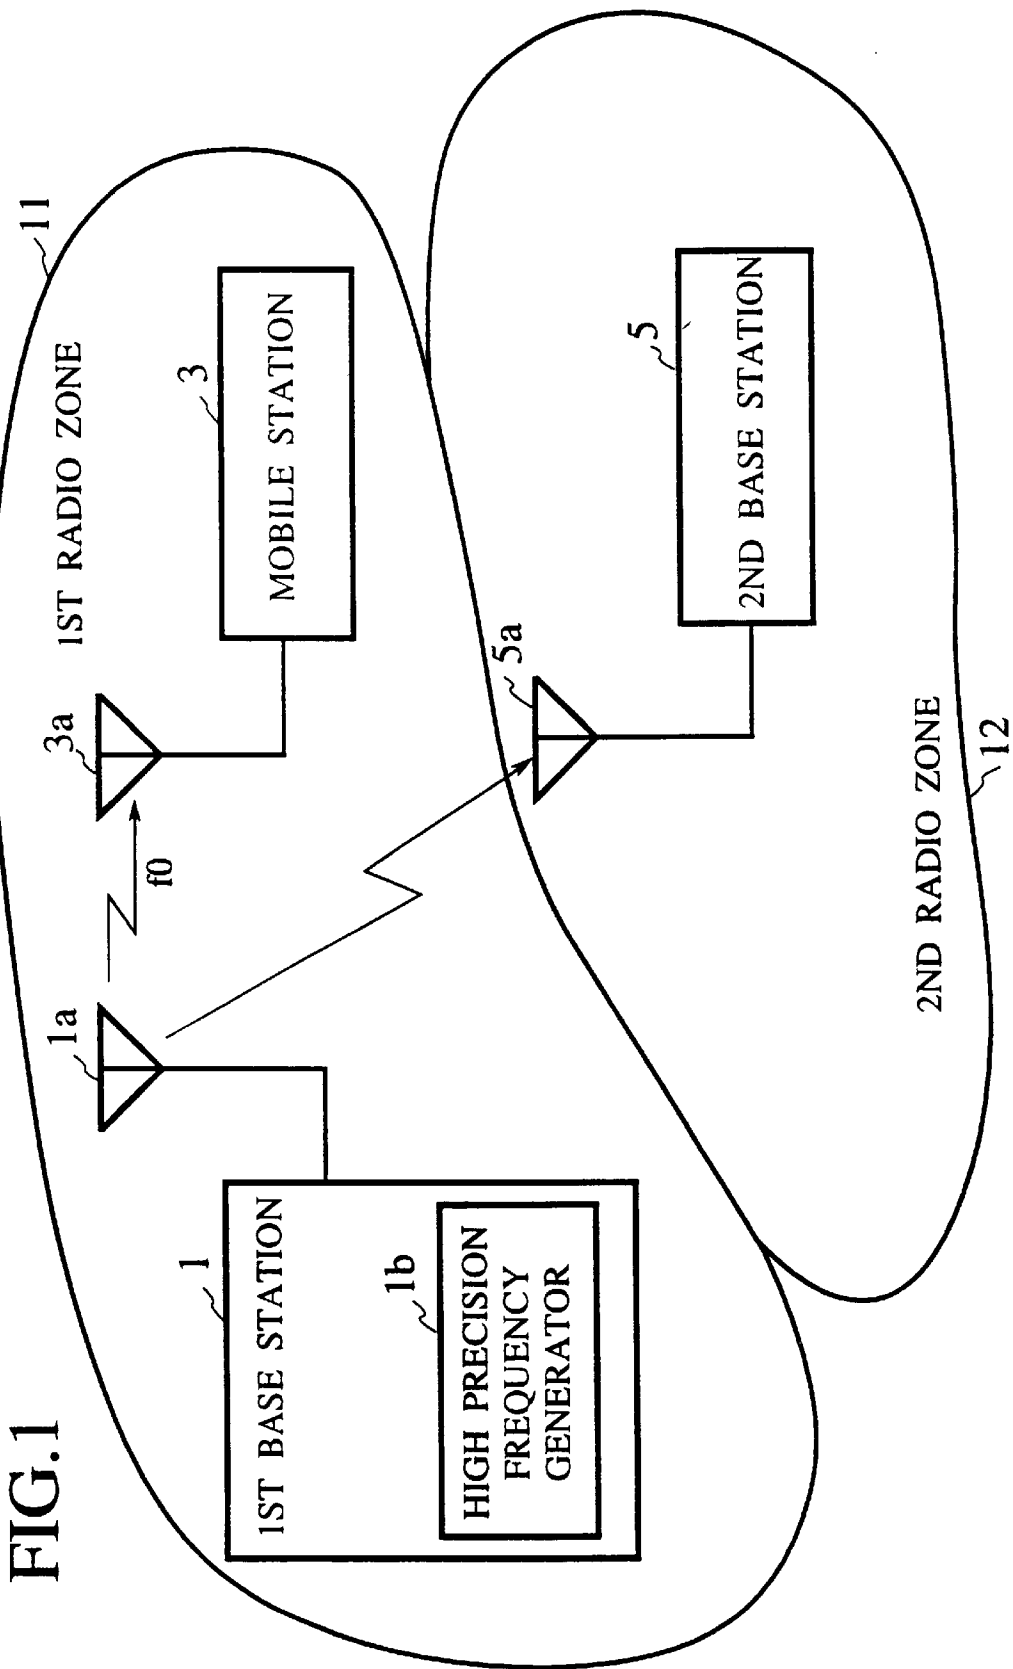 FIG.1
1ST RADIO ZONE
11
1a
f0
3a
3
MOBILE STATION
1
1ST BASE STATION
1b
HIGH PRECISION
FREQUENCY
GENERATOR
5a
5
2ND BASE STATION
2ND RADIO ZONE
12